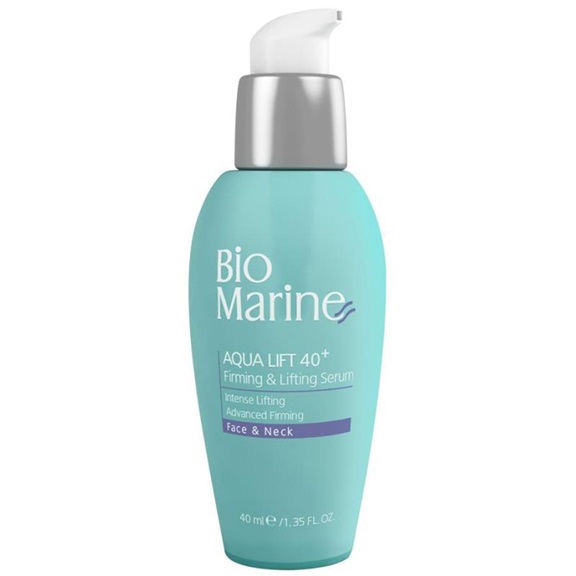 Bio
Marine
AQUA LIFT 40+
Firming & Lifting Serum
Intense Lifting
Advanced Firming
Face & Neck
40 ml ℮ /1.35 FL.OZ.